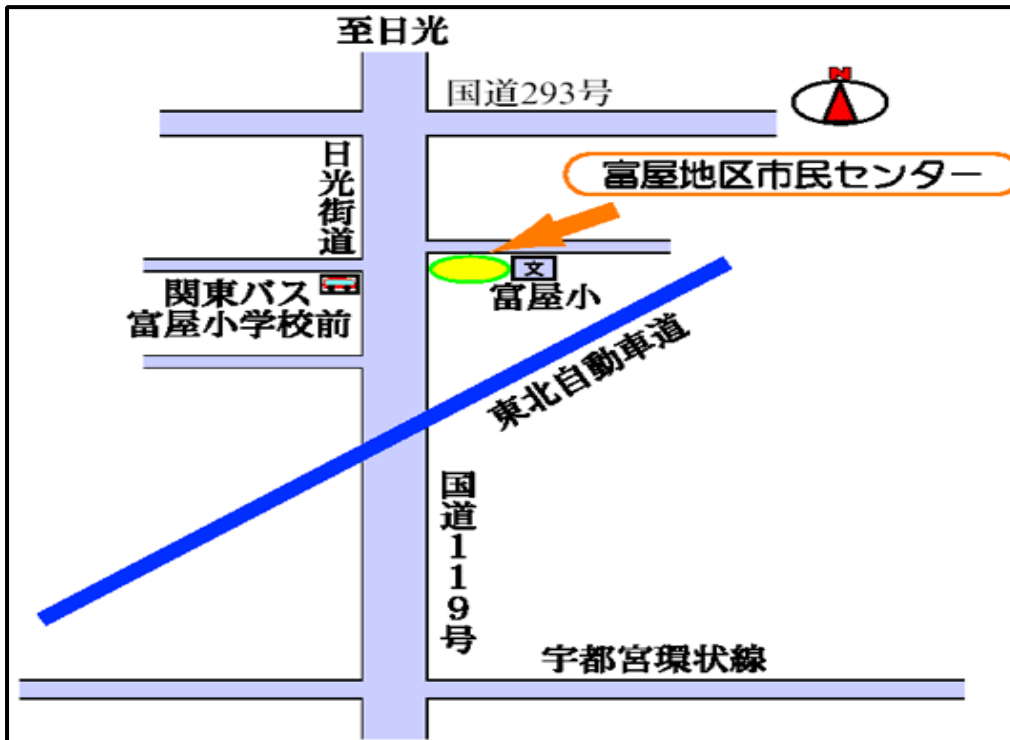 至日光
国道293号
N
富屋地区市民センター
日光街道
関東バス
富屋小学校前
文
富屋小
東北自動車道
国道119号
宇都宮環状線